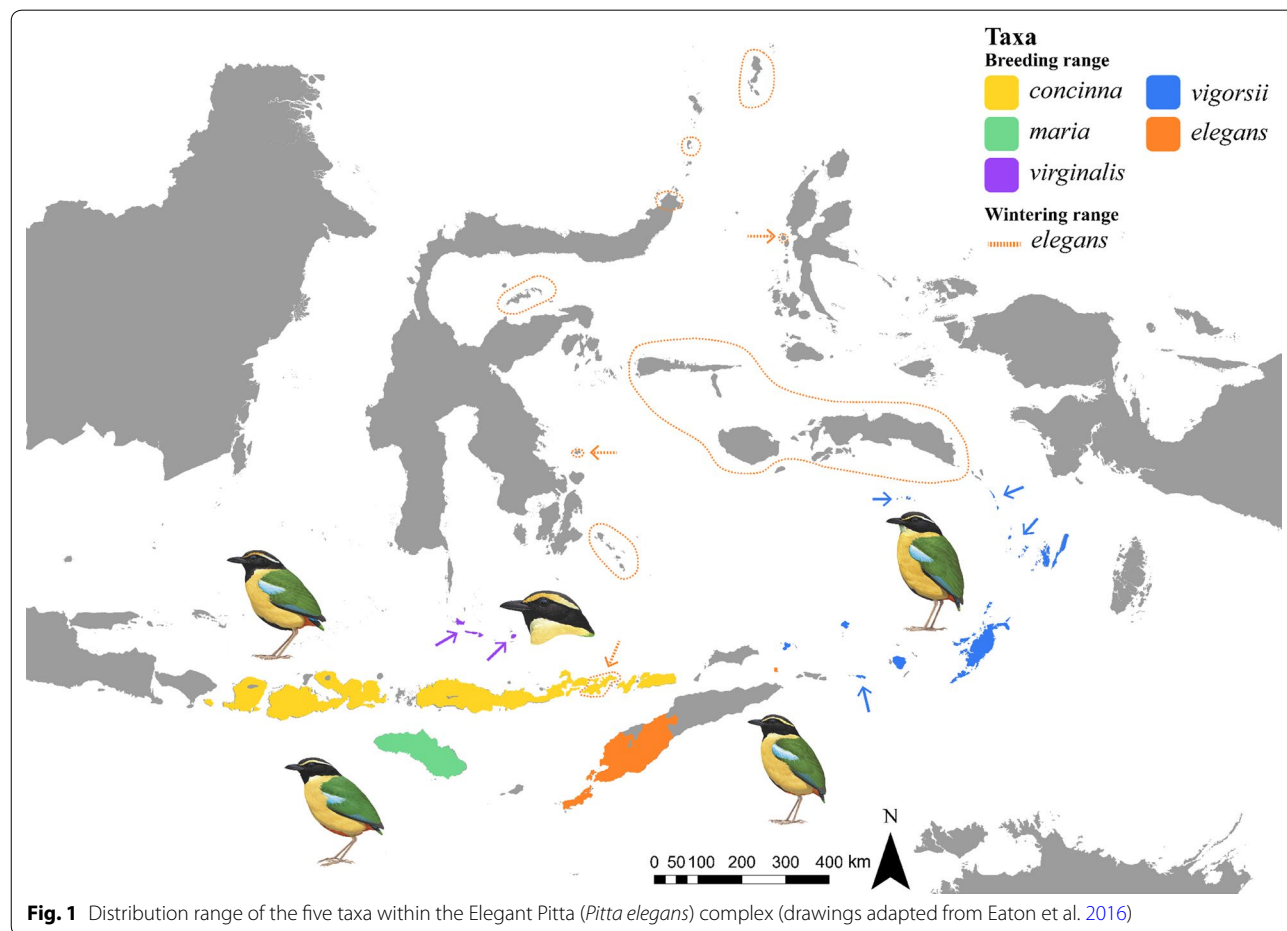 Taxa
Breeding range
concinna vigorsii
maria elegans
virginalis
Wintering range
elegans
N
0 50 100 200 300 400 km
Fig. 1 Distribution range of the five taxa within the Elegant Pitta (Pitta elegans) complex (drawings adapted from Eaton et al. 2016)